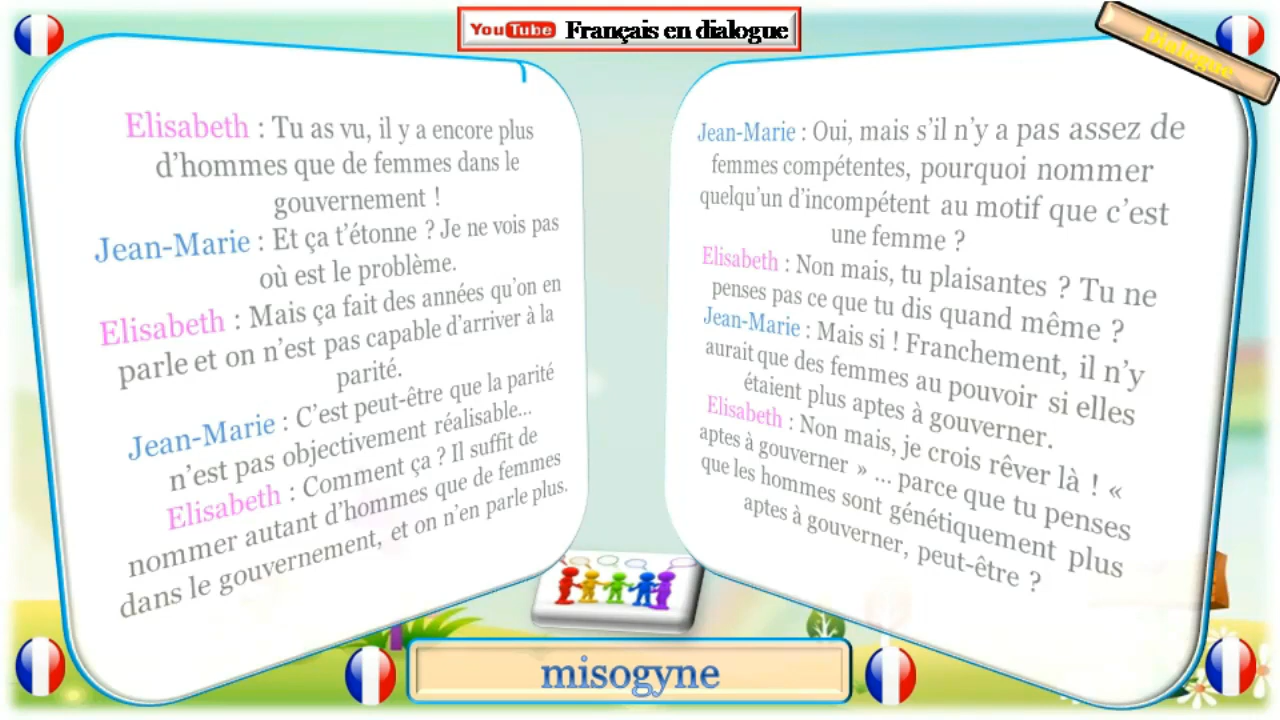 YouTube Français en dialogue
Dialogue
Elisabeth : Tu as vu, il y a encore plus
d’hommes que de femmes dans le
gouvernement !
Jean-Marie : Et ça t’étonne ? Je ne vois pas
où est le problème.
Elisabeth : Mais ça fait des années qu’on en
parle et on n’est pas capable d’arriver à la
parité.
Jean-Marie : C’est peut-être que la parité
n’est pas objectivement réalisable...
Elisabeth : Comment ça ? Il suffit de
nommer autant d’hommes que de femmes
dans le gouvernement, et on n’en parle plus.
Jean-Marie : Oui, mais s’il n’y a pas assez de
femmes compétentes, pourquoi nommer
quelqu’un d’incompétent au motif que c’est
une femme ?
Elisabeth : Non mais, tu plaisantes ? Tu ne
penses pas ce que tu dis quand même ?
Jean-Marie : Mais si ! Franchement, il n’y
aurait que des femmes au pouvoir si elles
étaient plus aptes à gouverner.
Elisabeth : Non mais, je crois rêver là ! «
aptes à gouverner » ... parce que tu penses
que les hommes sont génétiquement plus
aptes à gouverner, peut-être ?
misogyne